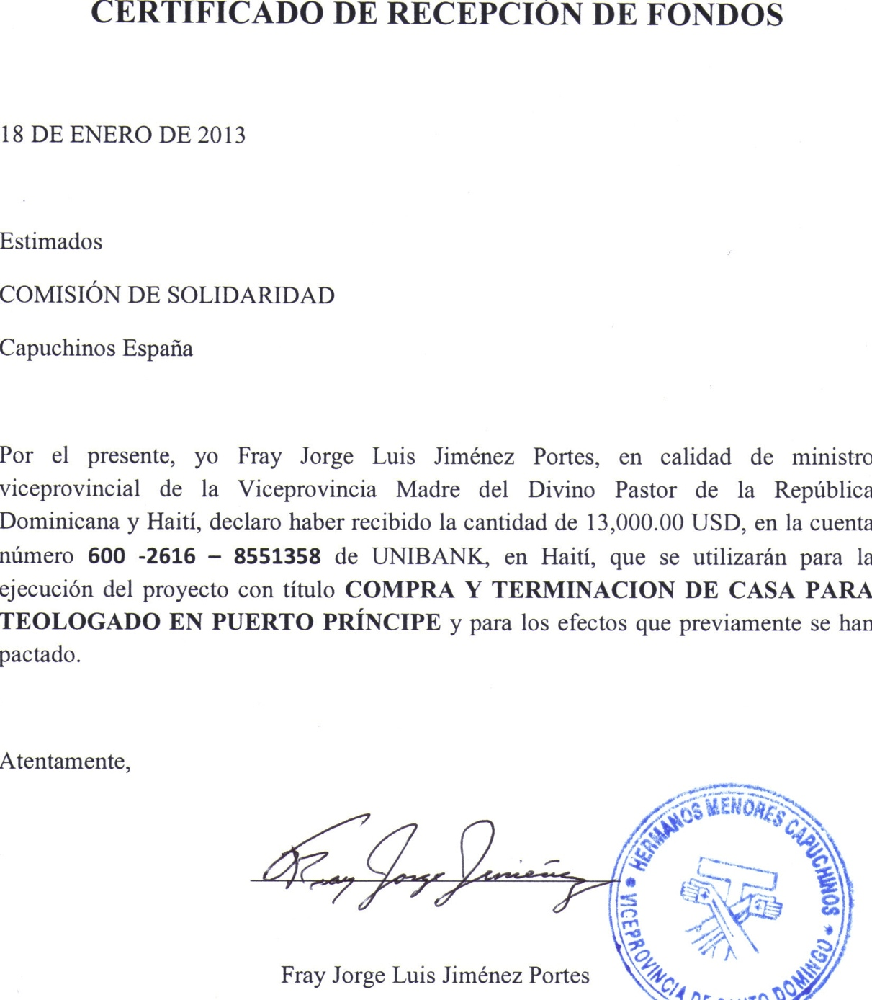 CERTIFICADO DE RECEPCIÓN DE FONDOS
18 DE ENERO DE 2013
Estimados
COMISIÓN DE SOLIDARIDAD
Capuchinos España
Por el presente, yo Fray Jorge Luis Jiménez Portes, en calidad de ministro
viceprovincial de la Viceprovincia Madre del Divino Pastor de la República
Dominicana y Haití, declaro haber recibido la cantidad de 13,000.00 USD, en la cuenta
número 600 -2616 – 8551358 de UNIBANK, en Haití, que se utilizarán para la
ejecución del proyecto con título COMPRA Y TERMINACION DE CASA PARA
TEOLOGADO EN PUERTO PRÍNCIPE y para los efectos que previamente se han
pactado.
Atentamente,
Fray Jorge Jiménez
Fray Jorge Luis Jiménez Portes
HERMANOS MENORES CAPUCHINOS
VICEPROVINCIA DE SANTO DOMINGO